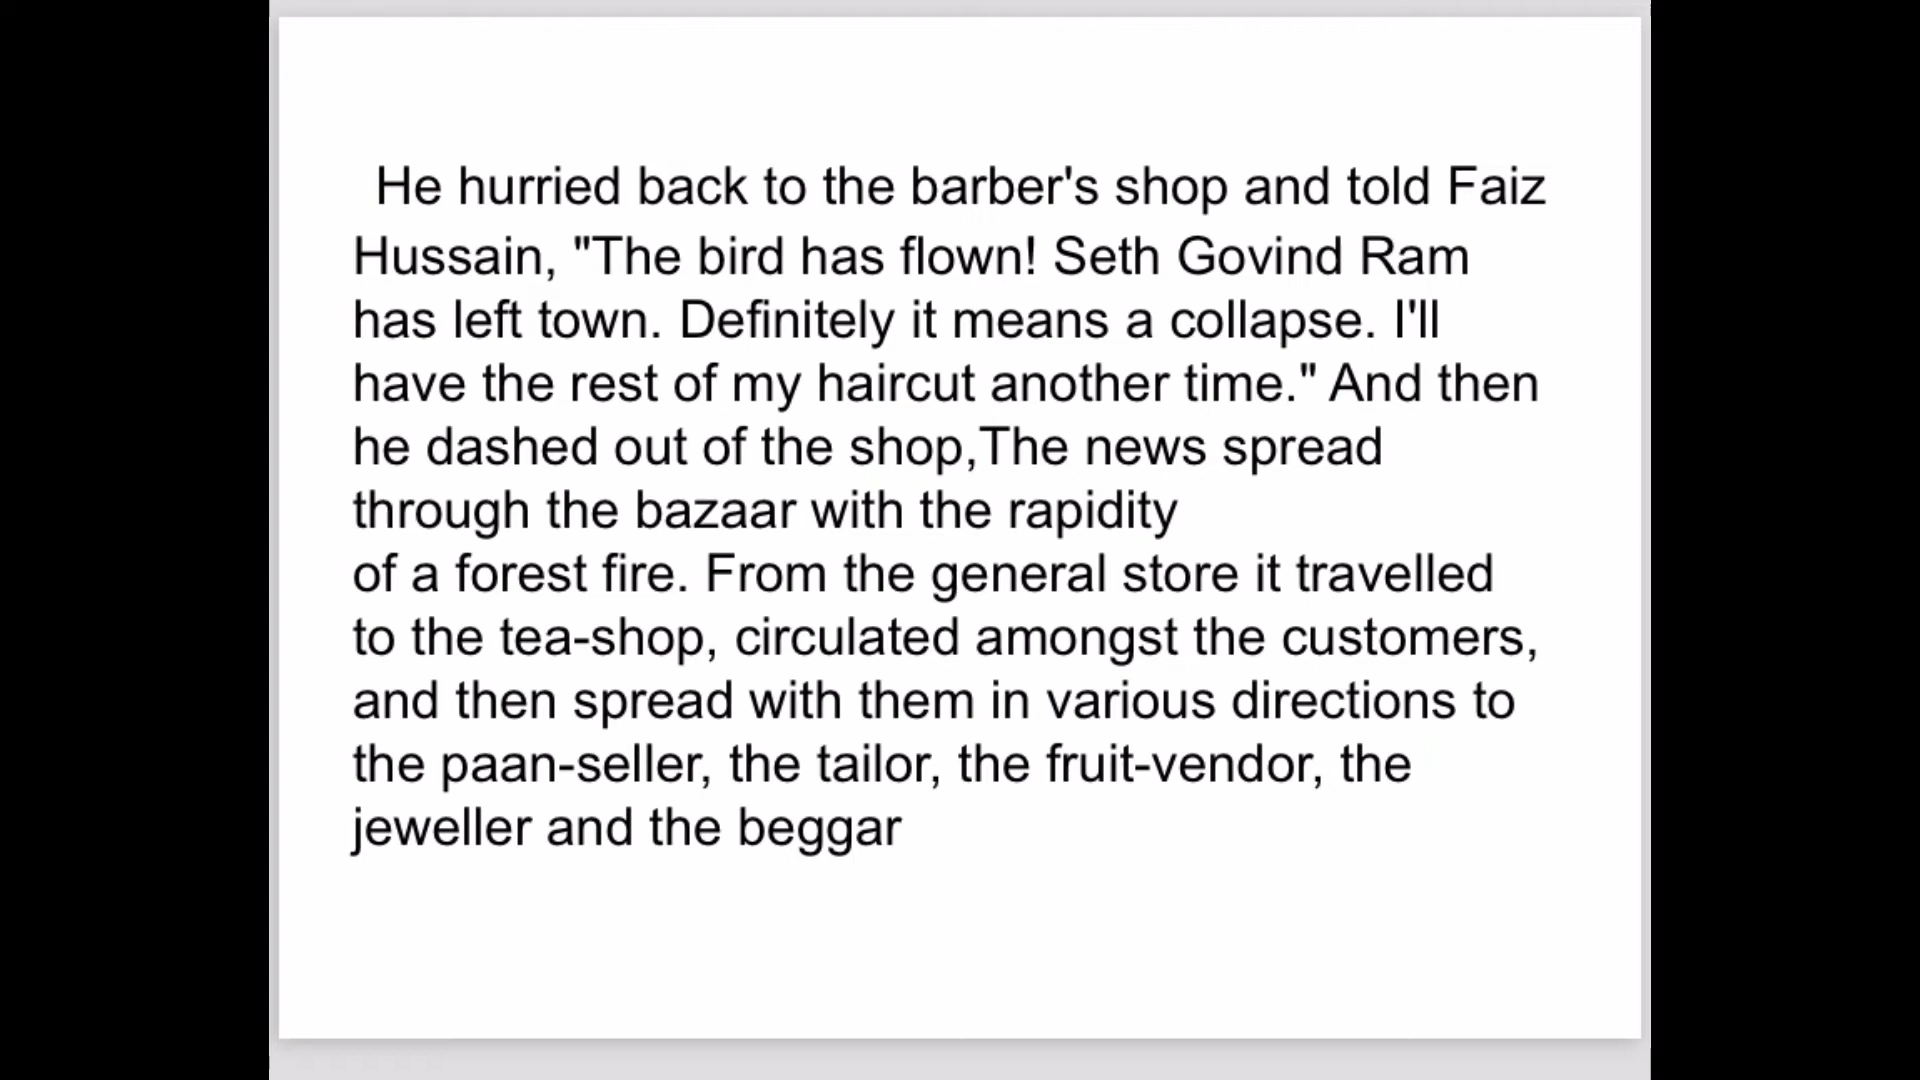 He hurried back to the barber's shop and told Faiz
Hussain, "The bird has flown! Seth Govind Ram
has left town. Definitely it means a collapse. I'll
have the rest of my haircut another time." And then
he dashed out of the shop,The news spread
through the bazaar with the rapidity
of a forest fire. From the general store it travelled
to the tea-shop, circulated amongst the customers,
and then spread with them in various directions to
the paan-seller, the tailor, the fruit-vendor, the
jeweller and the beggar